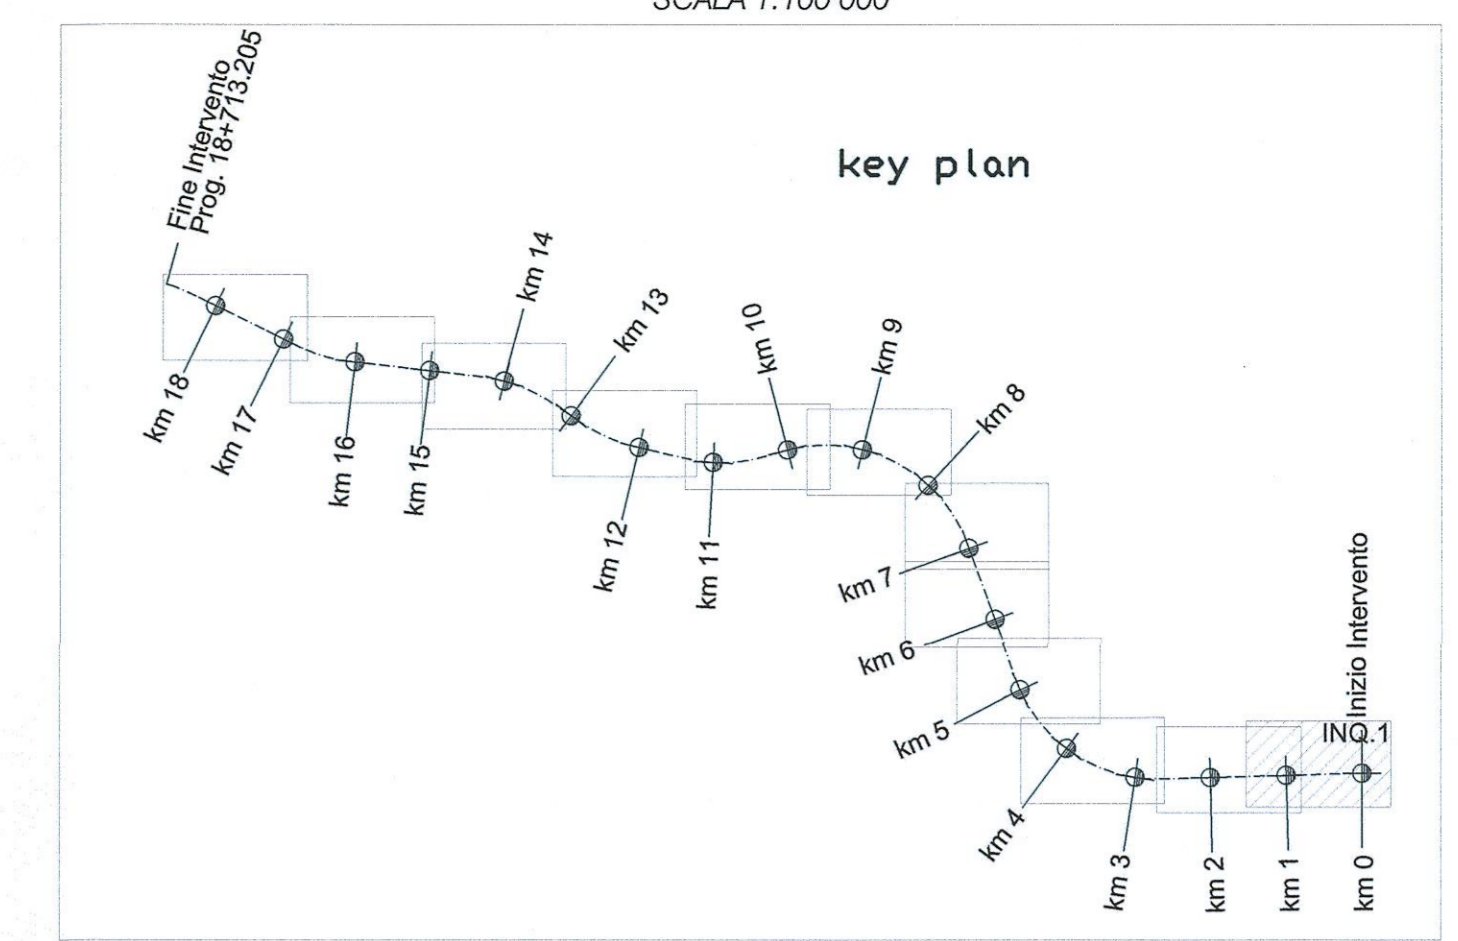 SCALA 1:100 000
key plan
Fine Intervento
Prog. 18+713.205
km 18
km 17
km 16
km 15
km 14
km 13
km 12
km 11
km 10
km 9
km 8
km 7
km 6
km 5
km 4
km 3
km 2
km 1
km 0
Inizio Intervento
INQ.1